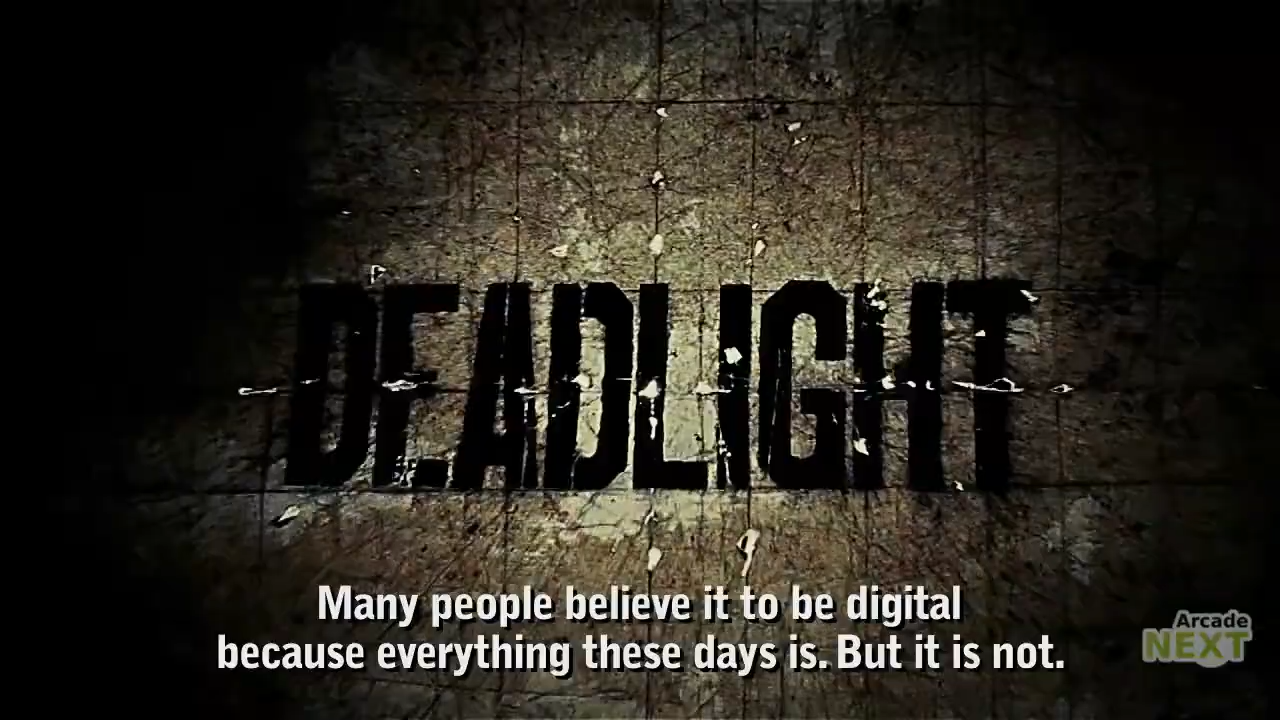 DEADLIGHT
Many people believe it to be digital
because everything these days is. But it is not.
Arcade
NEXT